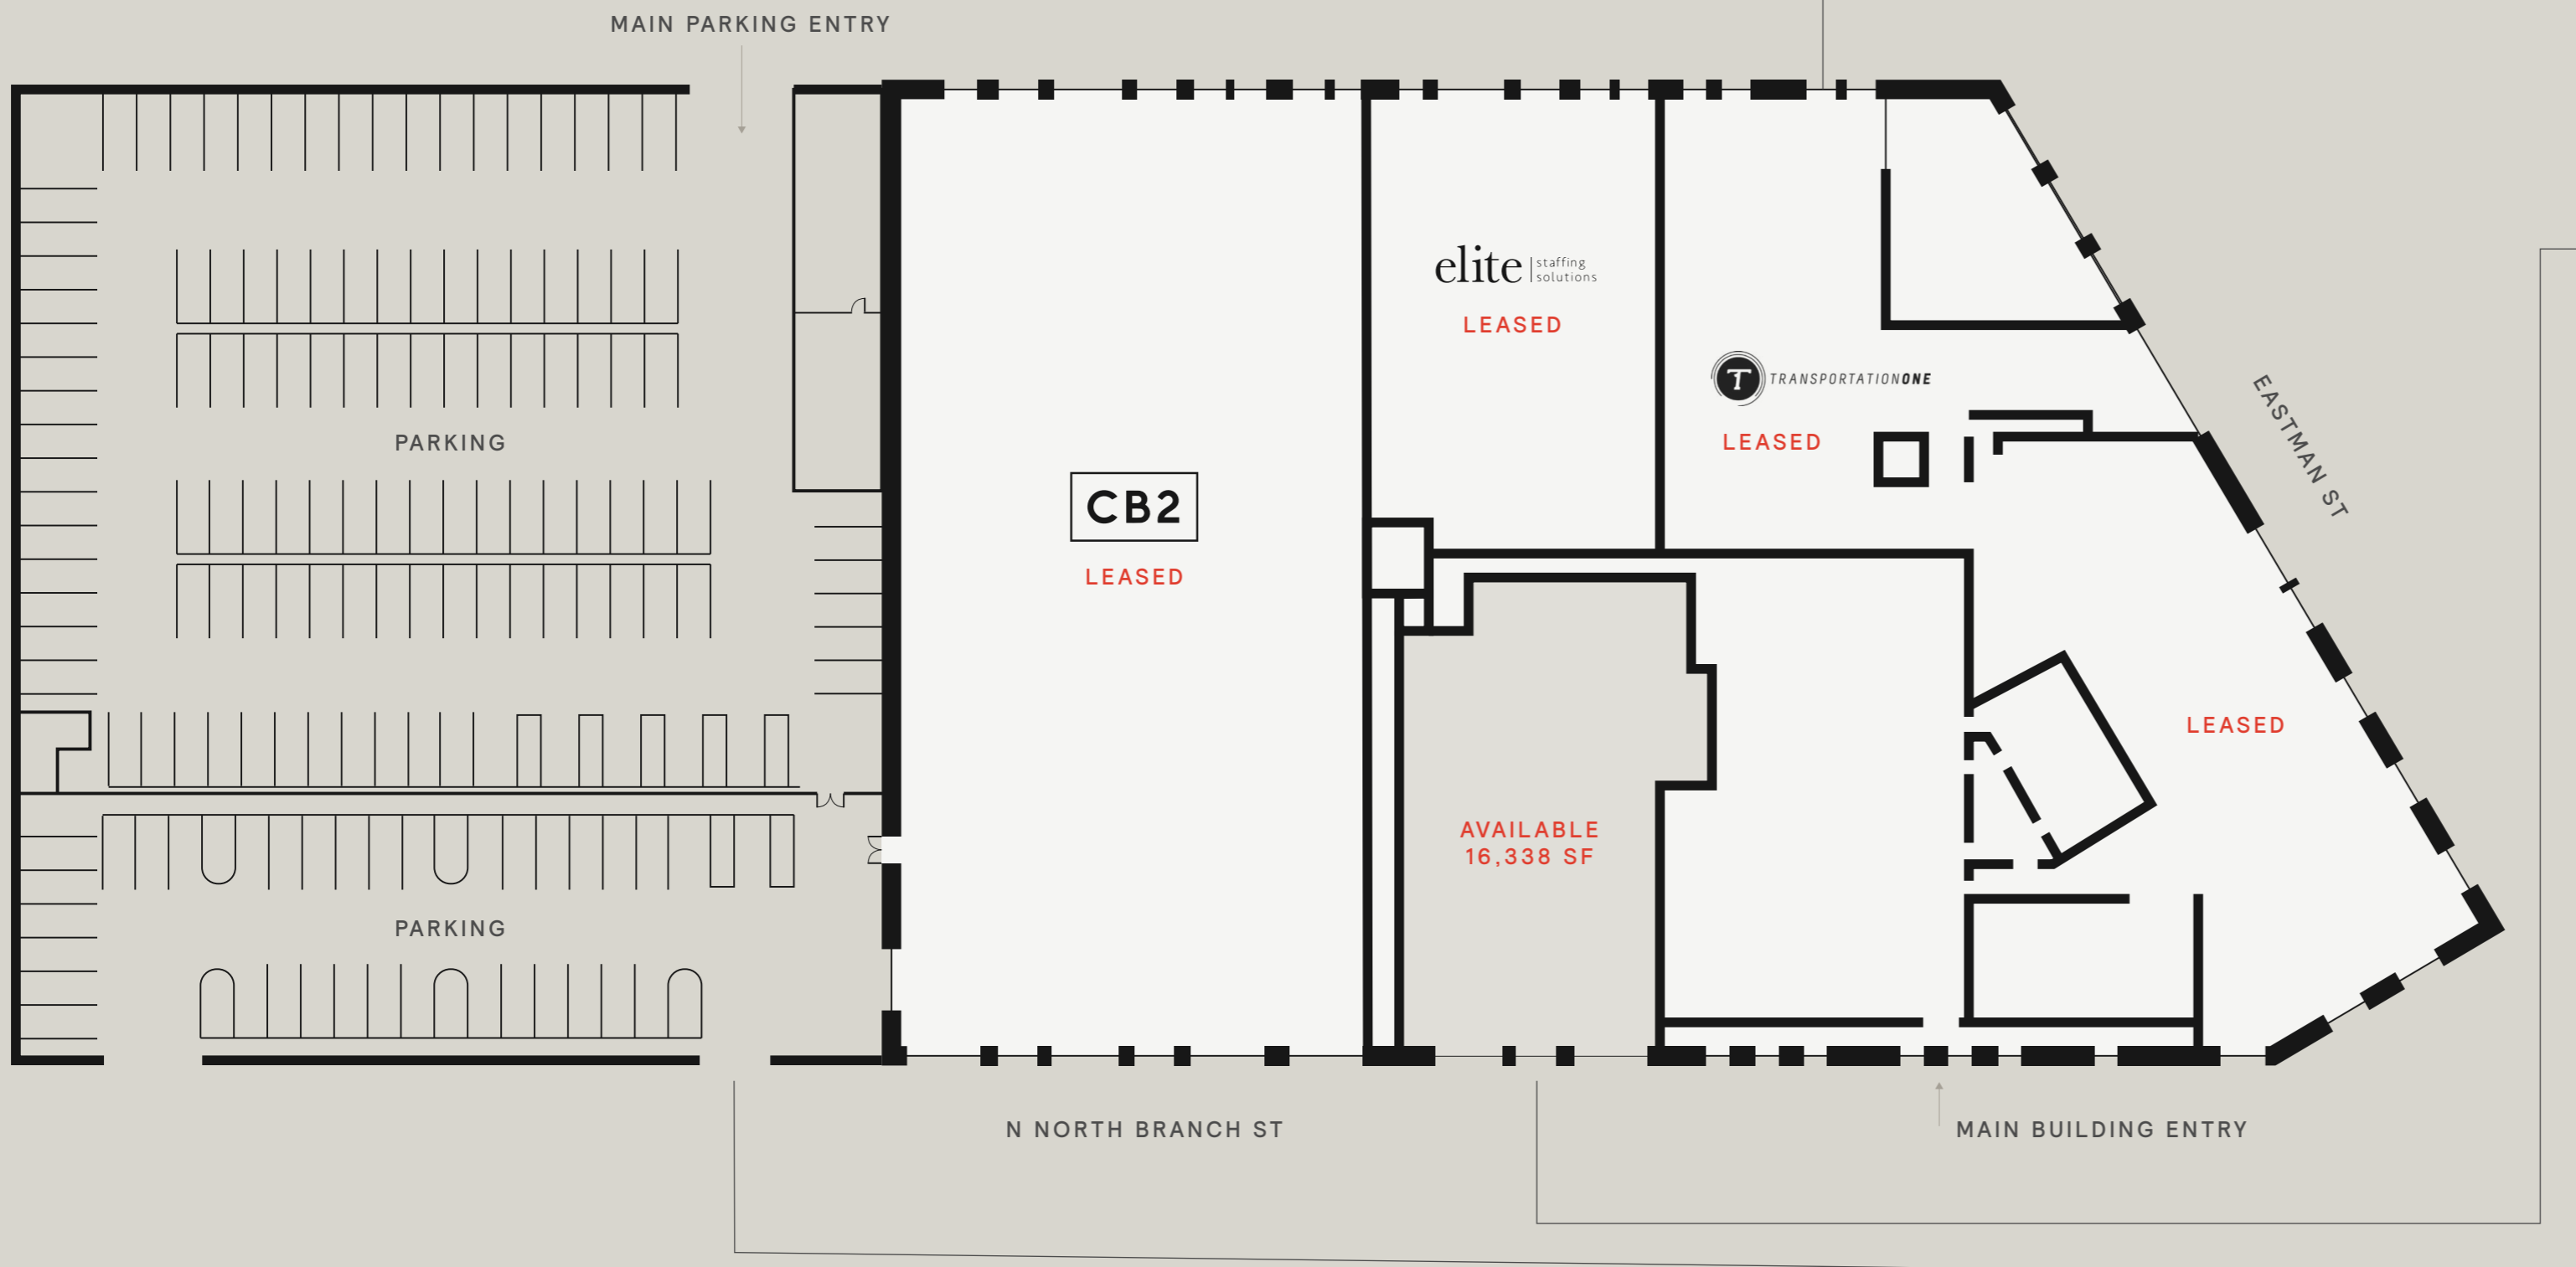 MAIN PARKING ENTRY
elite staffing
solutions
LEASED
T TRANSPORTATIONONE
LEASED
EASTMAN ST
PARKING
CB2
LEASED
LEASED
AVAILABLE
16,338 SF
PARKING
N NORTH BRANCH ST
MAIN BUILDING ENTRY